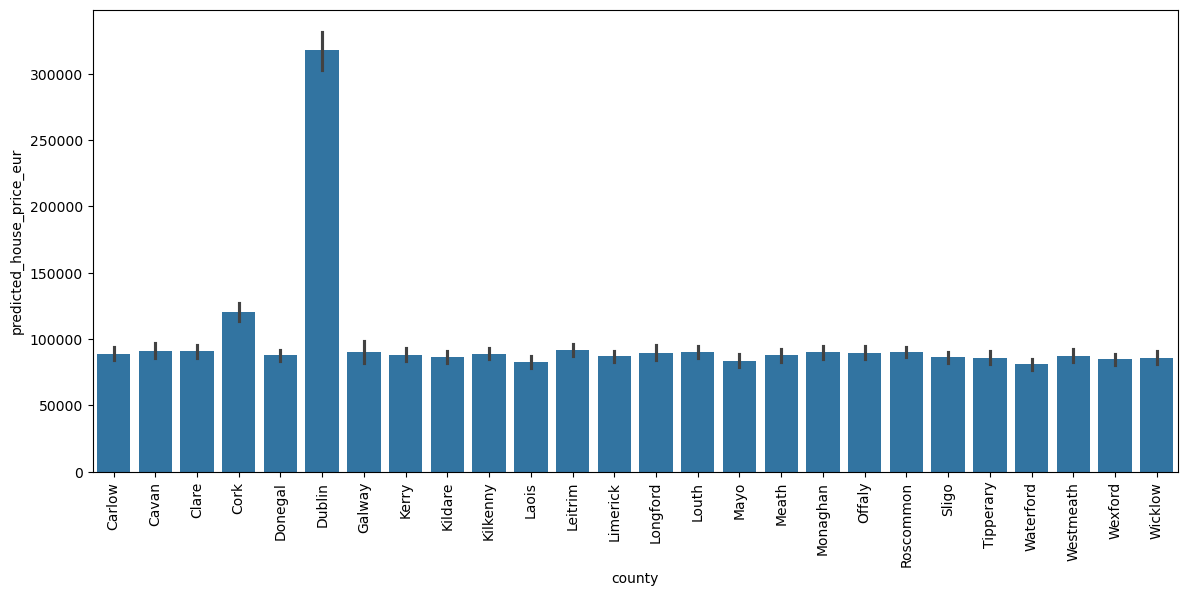 predicted_house_price_eur
300000
250000
200000
150000
100000
50000
0
Carlow
Cavan
Clare
Cork
Donegal
Dublin
Galway
Kerry
Kildare
Kilkenny
Laois
Leitrim
Limerick
Longford
Louth
Mayo
Meath
Monaghan
Offaly
Roscommon
Sligo
Tipperary
Waterford
Westmeath
Wexford
Wicklow
county